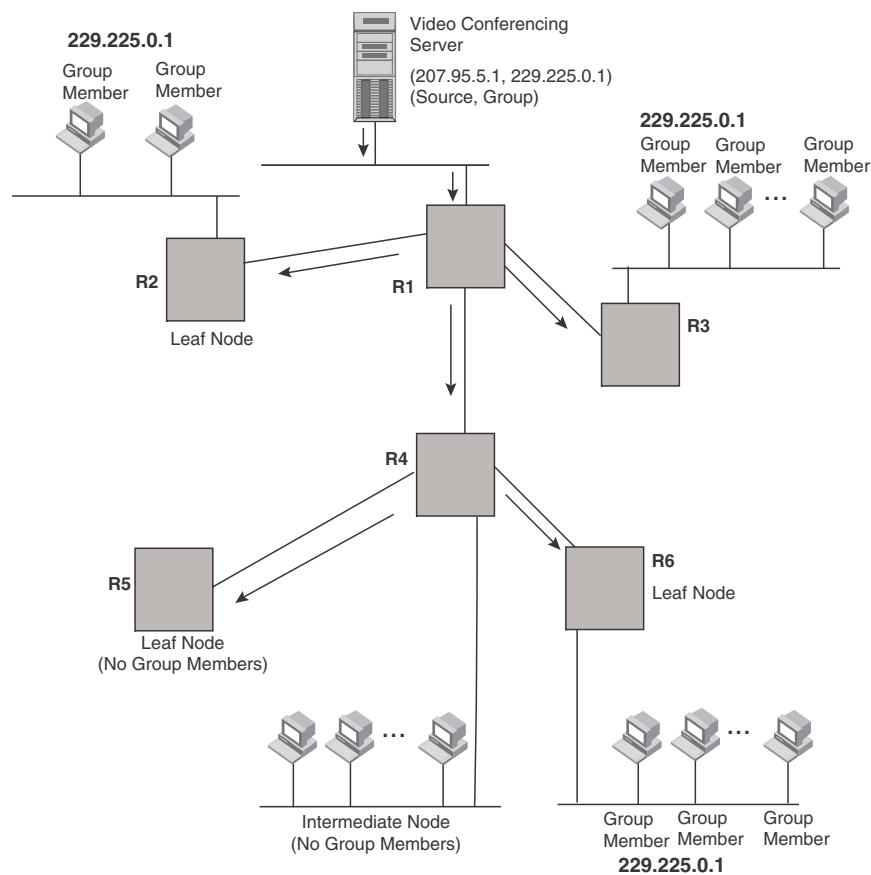 229.225.0.1
Group
Member
Group
Member
Video Conferencing
Server
(207.95.5.1, 229.225.0.1)
(Source, Group)
229.225.0.1
Group
Member
Group
Member
...
Group
Member
R2
Leaf Node
R1
R3
R4
R5
Leaf Node
(No Group Members)
R6
Leaf Node
...
Intermediate Node
(No Group Members)
...
Group
Member
Group
Member
Group
Member
229.225.0.1